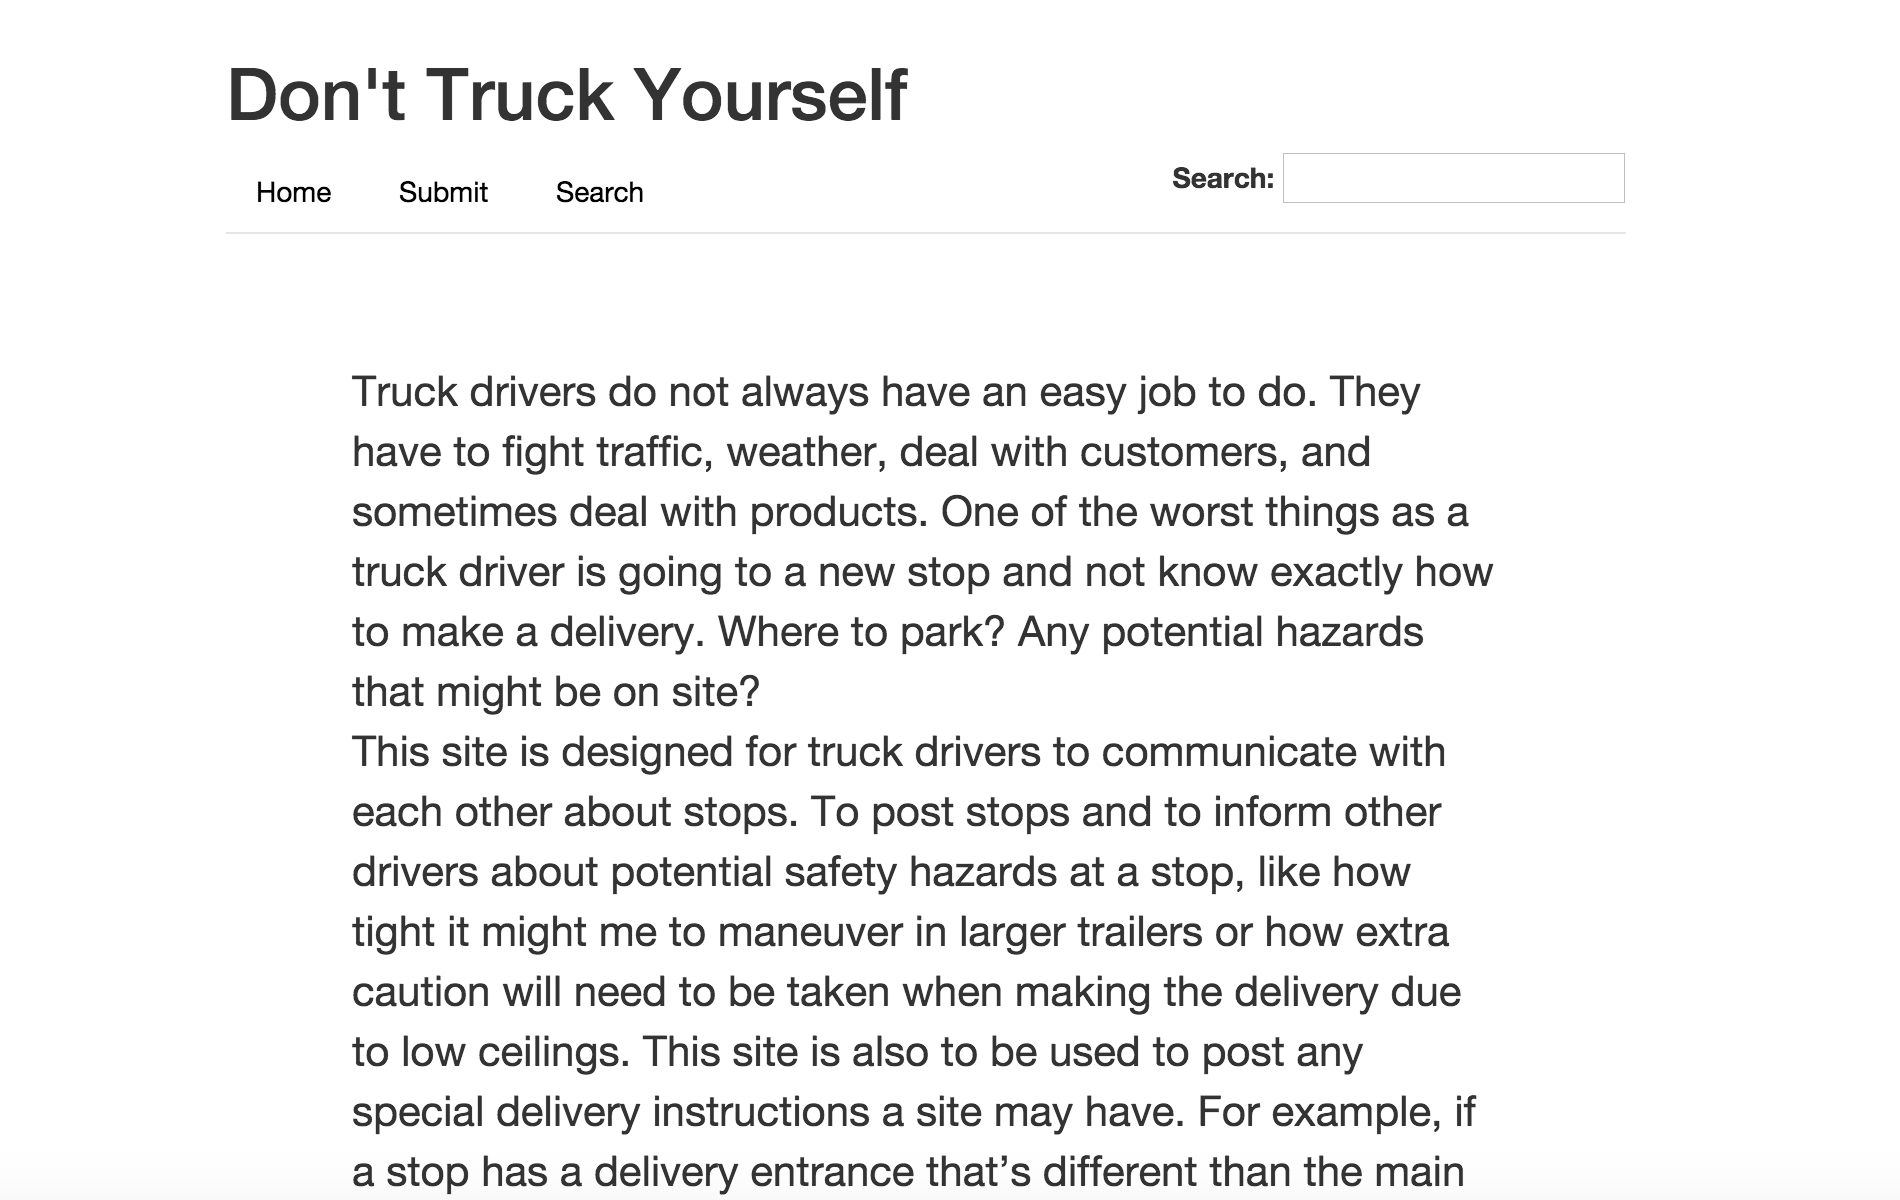 Don't Truck Yourself
Home Submit Search
Search:
Truck drivers do not always have an easy job to do. They
have to fight traffic, weather, deal with customers, and
sometimes deal with products. One of the worst things as a
truck driver is going to a new stop and not know exactly how
to make a delivery. Where to park? Any potential hazards
that might be on site?
This site is designed for truck drivers to communicate with
each other about stops. To post stops and to inform other
drivers about potential safety hazards at a stop, like how
tight it might me to maneuver in larger trailers or how extra
caution will need to be taken when making the delivery due
to low ceilings. This site is also to be used to post any
special delivery instructions a site may have. For example, if
a stop has a delivery entrance that’s different than the main